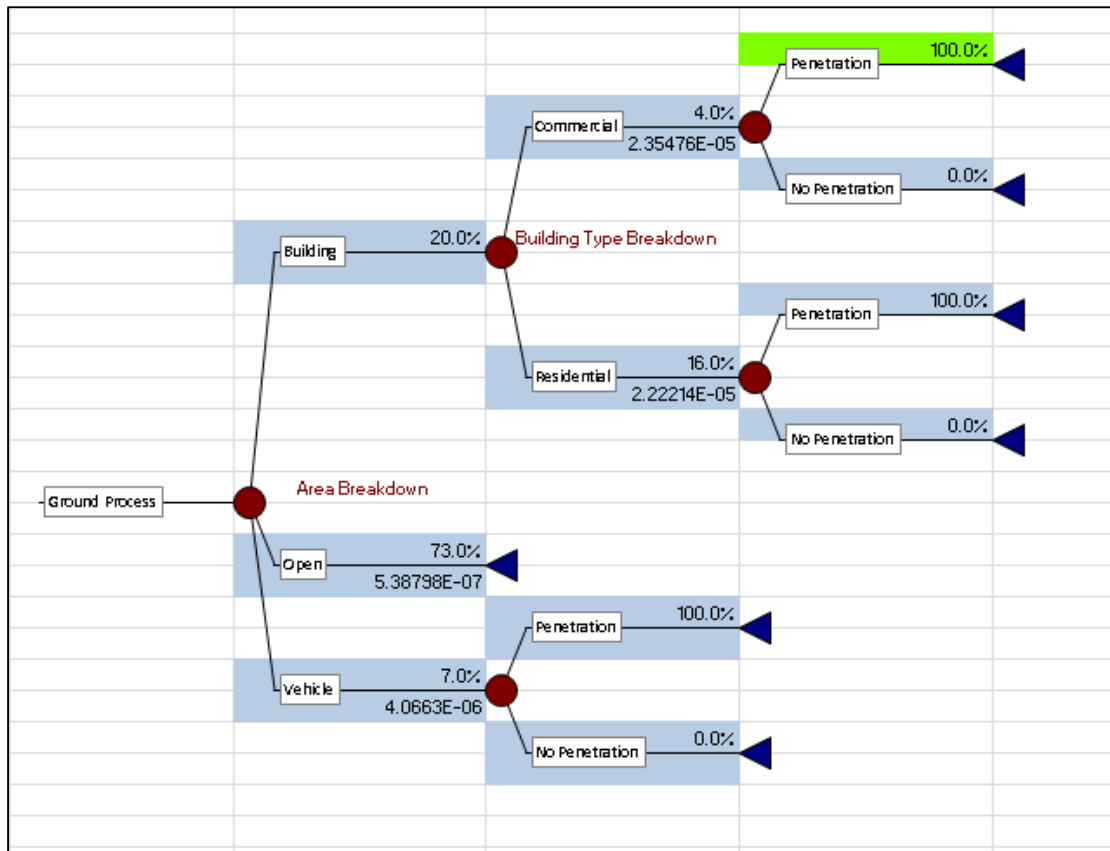 100.0%
Penetration
4.0%
Commercial
2.35476E-05
0.0%
No Penetration
Building
20.0%
Building Type Breakdown
100.0%
Penetration
16.0%
Residential
2.22214E-05
0.0%
No Penetration
Area Breakdown
Ground Process
73.0%
Open
5.38798E-07
100.0%
Penetration
7.0%
Vehicle
4.0663E-06
0.0%
No Penetration